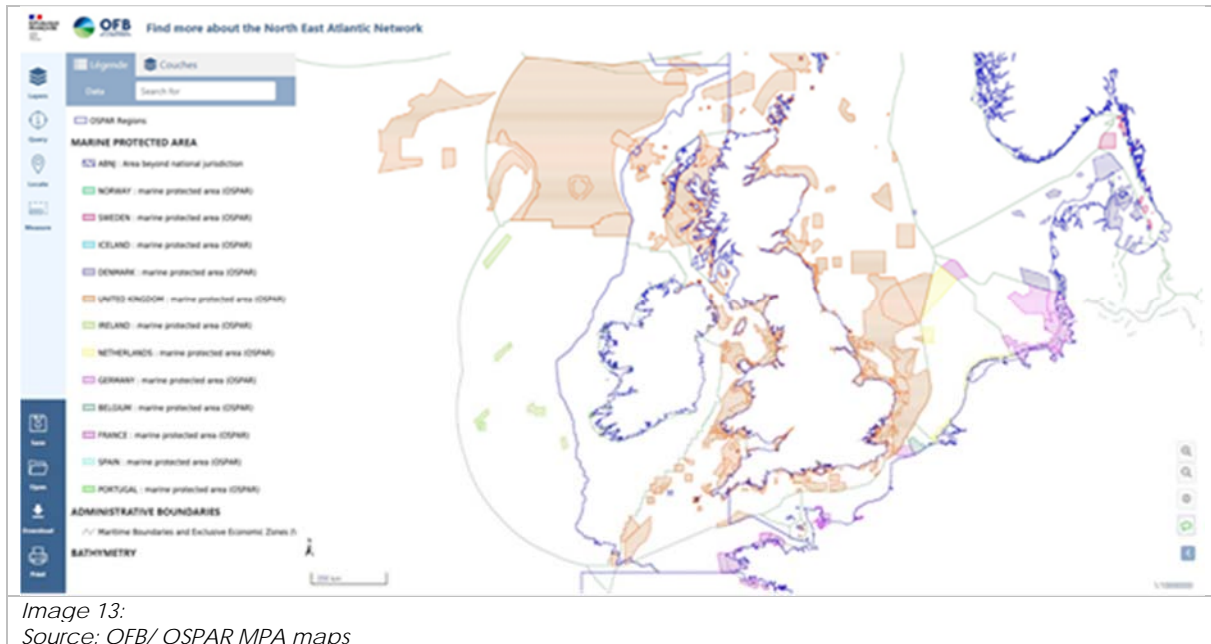 OFB
Find more about the North East Atlantic Network
Légende
Couches
Data
Search for
Layers
Query
Locate
Measure
OSPAR Regions
MARINE PROTECTED AREA
ABNJ : Area beyond national jurisdiction
NORWAY : marine protected area (OSPAR)
SWEDEN : marine protected area (OSPAR)
ICELAND : marine protected area (OSPAR)
DENMARK : marine protected area (OSPAR)
UNITED KINGDOM : marine protected area (OSPAR)
IRELAND : marine protected area (OSPAR)
NETHERLANDS : marine protected area (OSPAR)
GERMANY : marine protected area (OSPAR)
BELGIUM : marine protected area (OSPAR)
FRANCE : marine protected area (OSPAR)
SPAIN : marine protected area (OSPAR)
PORTUGAL : marine protected area (OSPAR)
ADMINISTRATIVE BOUNDARIES
Maritime Boundaries and Exclusive Economic Zones
BATHYMETRY
Save
Open
Download
Print
Image 13:
Source: OFB/ OSPAR MPA maps